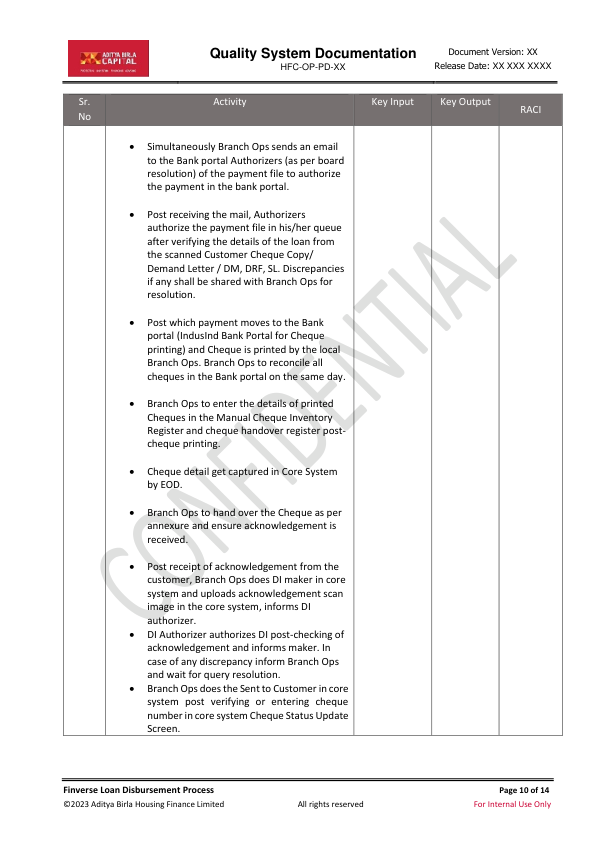 ADITYA BIRLA
CAPITAL
Quality System Documentation
HFC-OP-PD-XX
Document Version: XX
Release Date: XX XXX XXXX
Sr.
No
Activity
Key Input
Key Output
RACI
• Simultaneously Branch Ops sends an email
to the Bank portal Authorizers (as per board
resolution) of the payment file to authorize
the payment in the bank portal.
• Post receiving the mail, Authorizers
authorize the payment file in his/her queue
after verifying the details of the loan from
the scanned Customer Cheque Copy/
Demand Letter / DM, DRF, SL. Discrepancies
if any shall be shared with Branch Ops for
resolution.
• Post which payment moves to the Bank
portal (IndusInd Bank Portal for Cheque
printing) and Cheque is printed by the local
Branch Ops. Branch Ops to reconcile all
cheques in the Bank portal on the same day.
• Branch Ops to enter the details of printed
Cheques in the Manual Cheque Inventory
Register and cheque handover register post-
cheque printing.
• Cheque detail get captured in Core System
by EOD.
• Branch Ops to hand over the Cheque as per
annexure and ensure acknowledgement is
received.
• Post receipt of acknowledgement from the
customer, Branch Ops does DI maker in core
system and uploads acknowledgement scan
image in the core system, informs DI
authorizer.
• DI Authorizer authorizes DI post-checking of
acknowledgement and informs maker. In
case of any discrepancy inform Branch Ops
and wait for query resolution.
• Branch Ops does the Sent to Customer in core
system post verifying or entering cheque
number in core system Cheque Status Update
Screen.
CONFIDENTIAL
Finverse Loan Disbursement Process
Page 10 of 14
©2023 Aditya Birla Housing Finance Limited
All rights reserved
For Internal Use Only